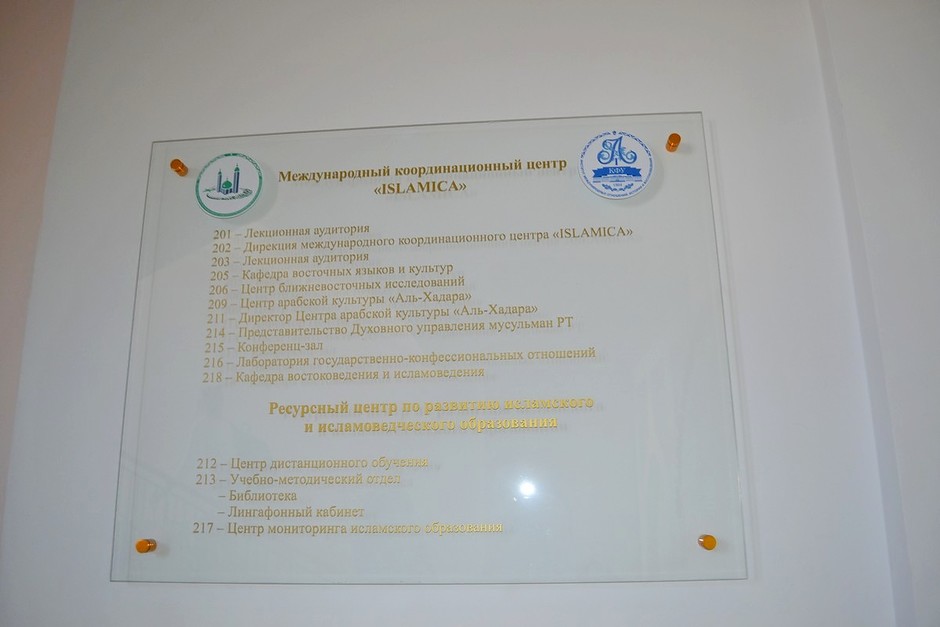 Международный координационный центр
«ISLAMICA»
КФУ
201 – Лекционная аудитория
202 – Дирекция международного координационного центра «ISLAMICA»
203 – Лекционная аудитория
205 – Кафедра восточных языков и культур
206 – Центр ближневосточных исследований
209 – Центр арабской культуры «Аль-Хадара»
211 – Директор Центра арабской культуры «Аль-Хадара»
214 – Представительство Духовного управления мусульман РТ
215 – Конференц-зал
216 – Лаборатория государственно-конфессиональных отношений
218 – Кафедра востоковедения и исламоведения
Ресурсный центр по развитию исламского
и исламоведческого образования
212 – Центр дистанционного обучения
213 – Учебно-методический отдел
– Библиотека
– Лингафонный кабинет
217 – Центр мониторинга исламского образования